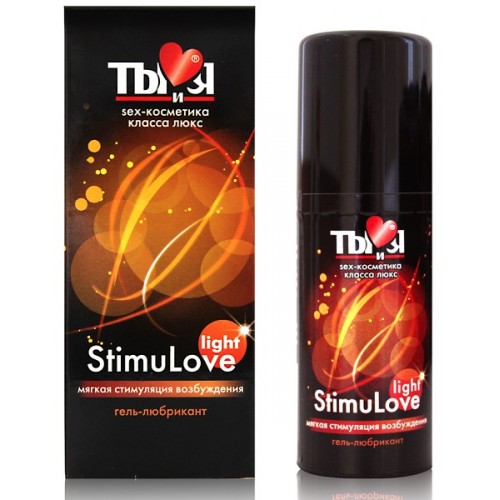 ТЫ Я®
и
sex-косметика
класса люкс
light
StimuLove
мягкая стимуляция возбуждения
гель-любрикант
ТЫ Я
и
sex-косметика
класса люкс
light
StimuLove
мягкая стимуляция возбуждения
гель-любрикант